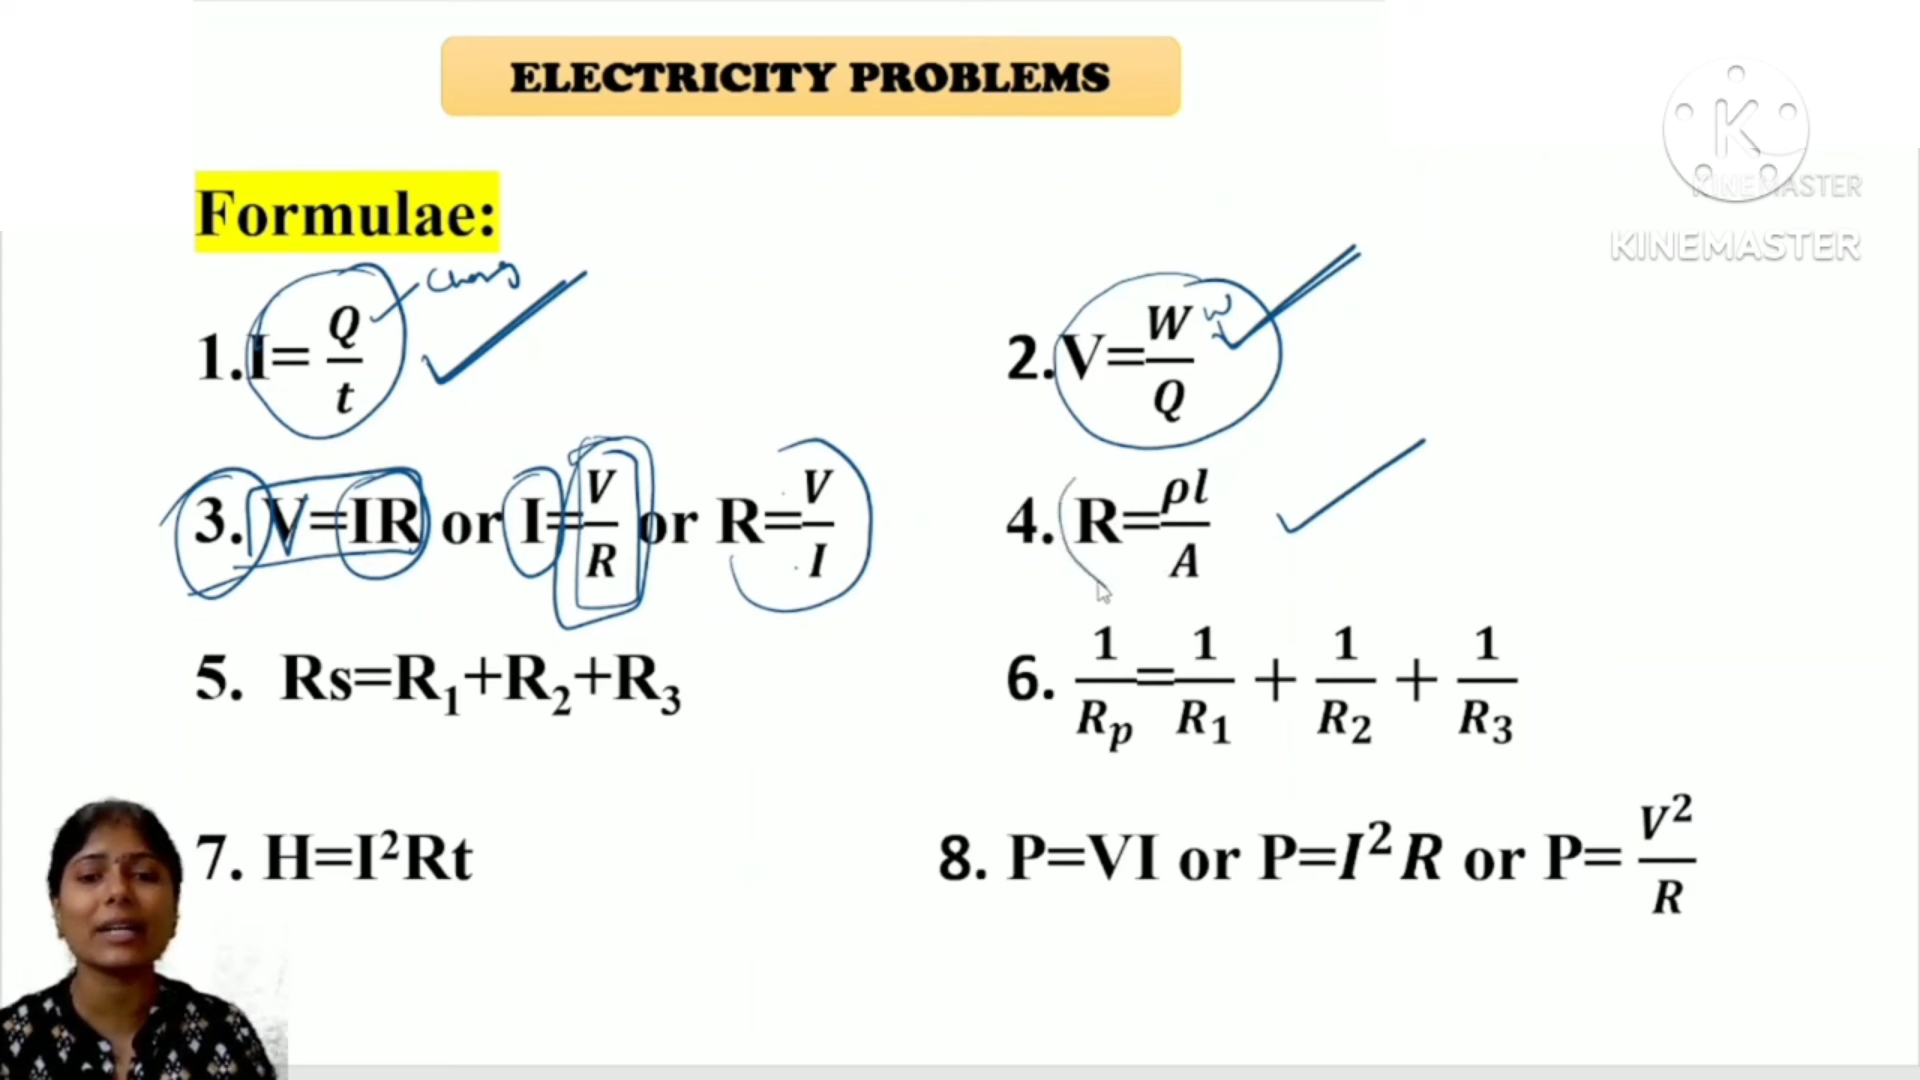 ELECTRICITY PROBLEMS
KINEMASTER
KINEMASTER
Formulae:
1.I= Q/t
2.V=W/Q W
3. V=IR or I=V/R or R=V/I
4. R=ρl/A
5. Rs=R₁+R₂+R₃
6. 1/Rₚ=1/R₁ + 1/R₂ + 1/R₃
7. H=I²Rt
8. P=VI or P=I²R or P= V²/R